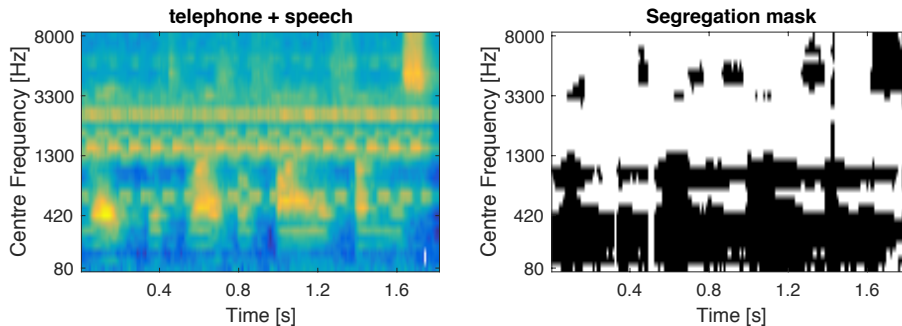 telephone + speech
Centre Frequency [Hz]
8000
3300
1300
420
80
0.4 0.8 1.2 1.6
Time [s]
Segregation mask
Centre Frequency [Hz]
8000
3300
1300
420
80
0.4 0.8 1.2 1.6
Time [s]